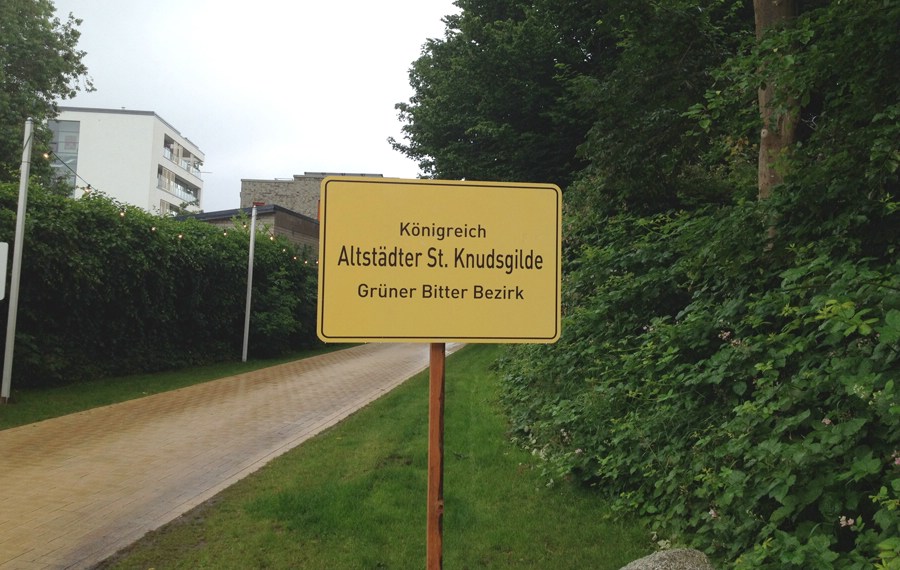 Königreich
Altstädter St. Knudsgilde
Grüner Bitter Bezirk